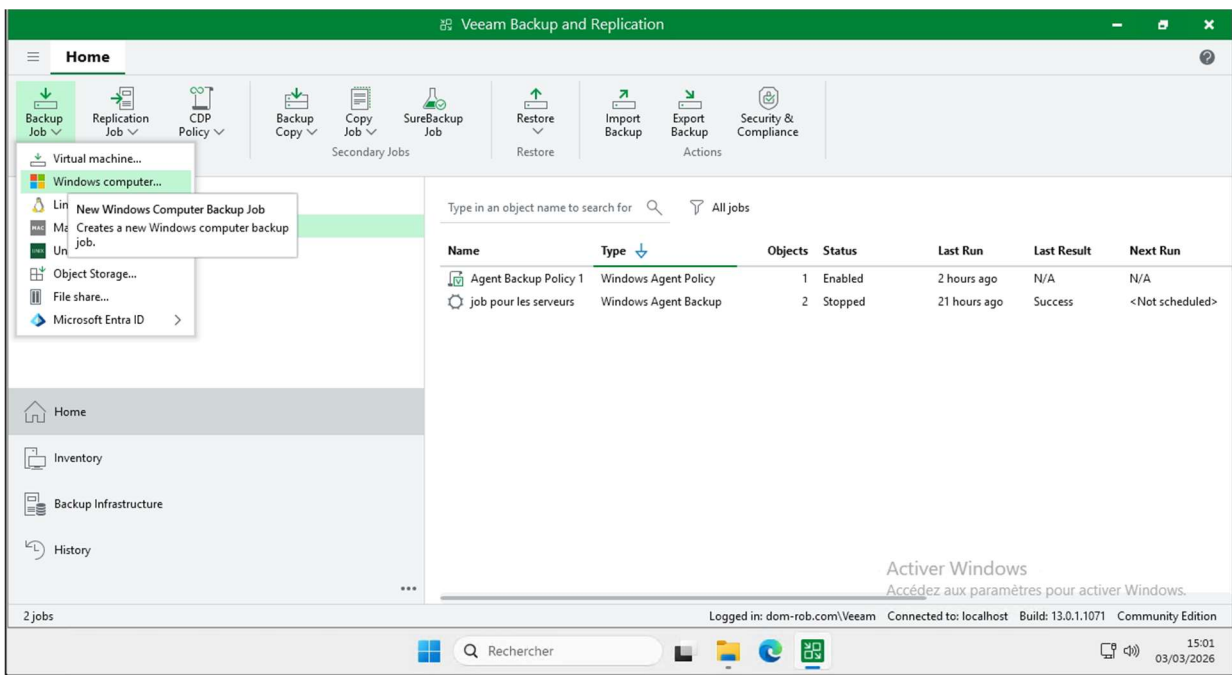 Veeam Backup and Replication
Home
Backup Job
Replication Job
CDP Policy
Backup Copy
Copy Job
SureBackup Job
Restore
Import Backup
Export Backup
Security & Compliance
Secondary Jobs
Restore
Actions
Virtual machine...
Windows computer...
Lin
New Windows Computer Backup Job
Ma
Creates a new Windows computer backup
job.
Un
Object Storage...
File share...
Microsoft Entra ID
Type in an object name to search for
All jobs
Name Type Objects Status Last Run Last Result Next Run
Agent Backup Policy 1 Windows Agent Policy 1 Enabled 2 hours ago N/A N/A
job pour les serveurs Windows Agent Backup 2 Stopped 21 hours ago Success <Not scheduled>
Home
Inventory
Backup Infrastructure
History
Activer Windows
Accédez aux paramètres pour activer Windows.
2 jobs
Logged in: dom-rob.com\Veeam Connected to: localhost Build: 13.0.1.1071 Community Edition
Rechercher
15:01
03/03/2026